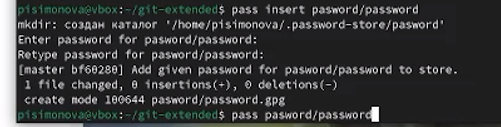 pisimonova@vbox:~/git-extended$ pass insert pasword/password
mkdir: создан каталог '/home/pisimonova/.password-store/pasword'
Enter password for pasword/password:
Retype password for pasword/password:
[master bf60280] Add given password for pasword/password to store.
1 file changed, 0 insertions(+), 0 deletions(-)
create mode 100644 pasword/password.gpg
pisimonova@vbox:~/git-extended$ pass pasword/password